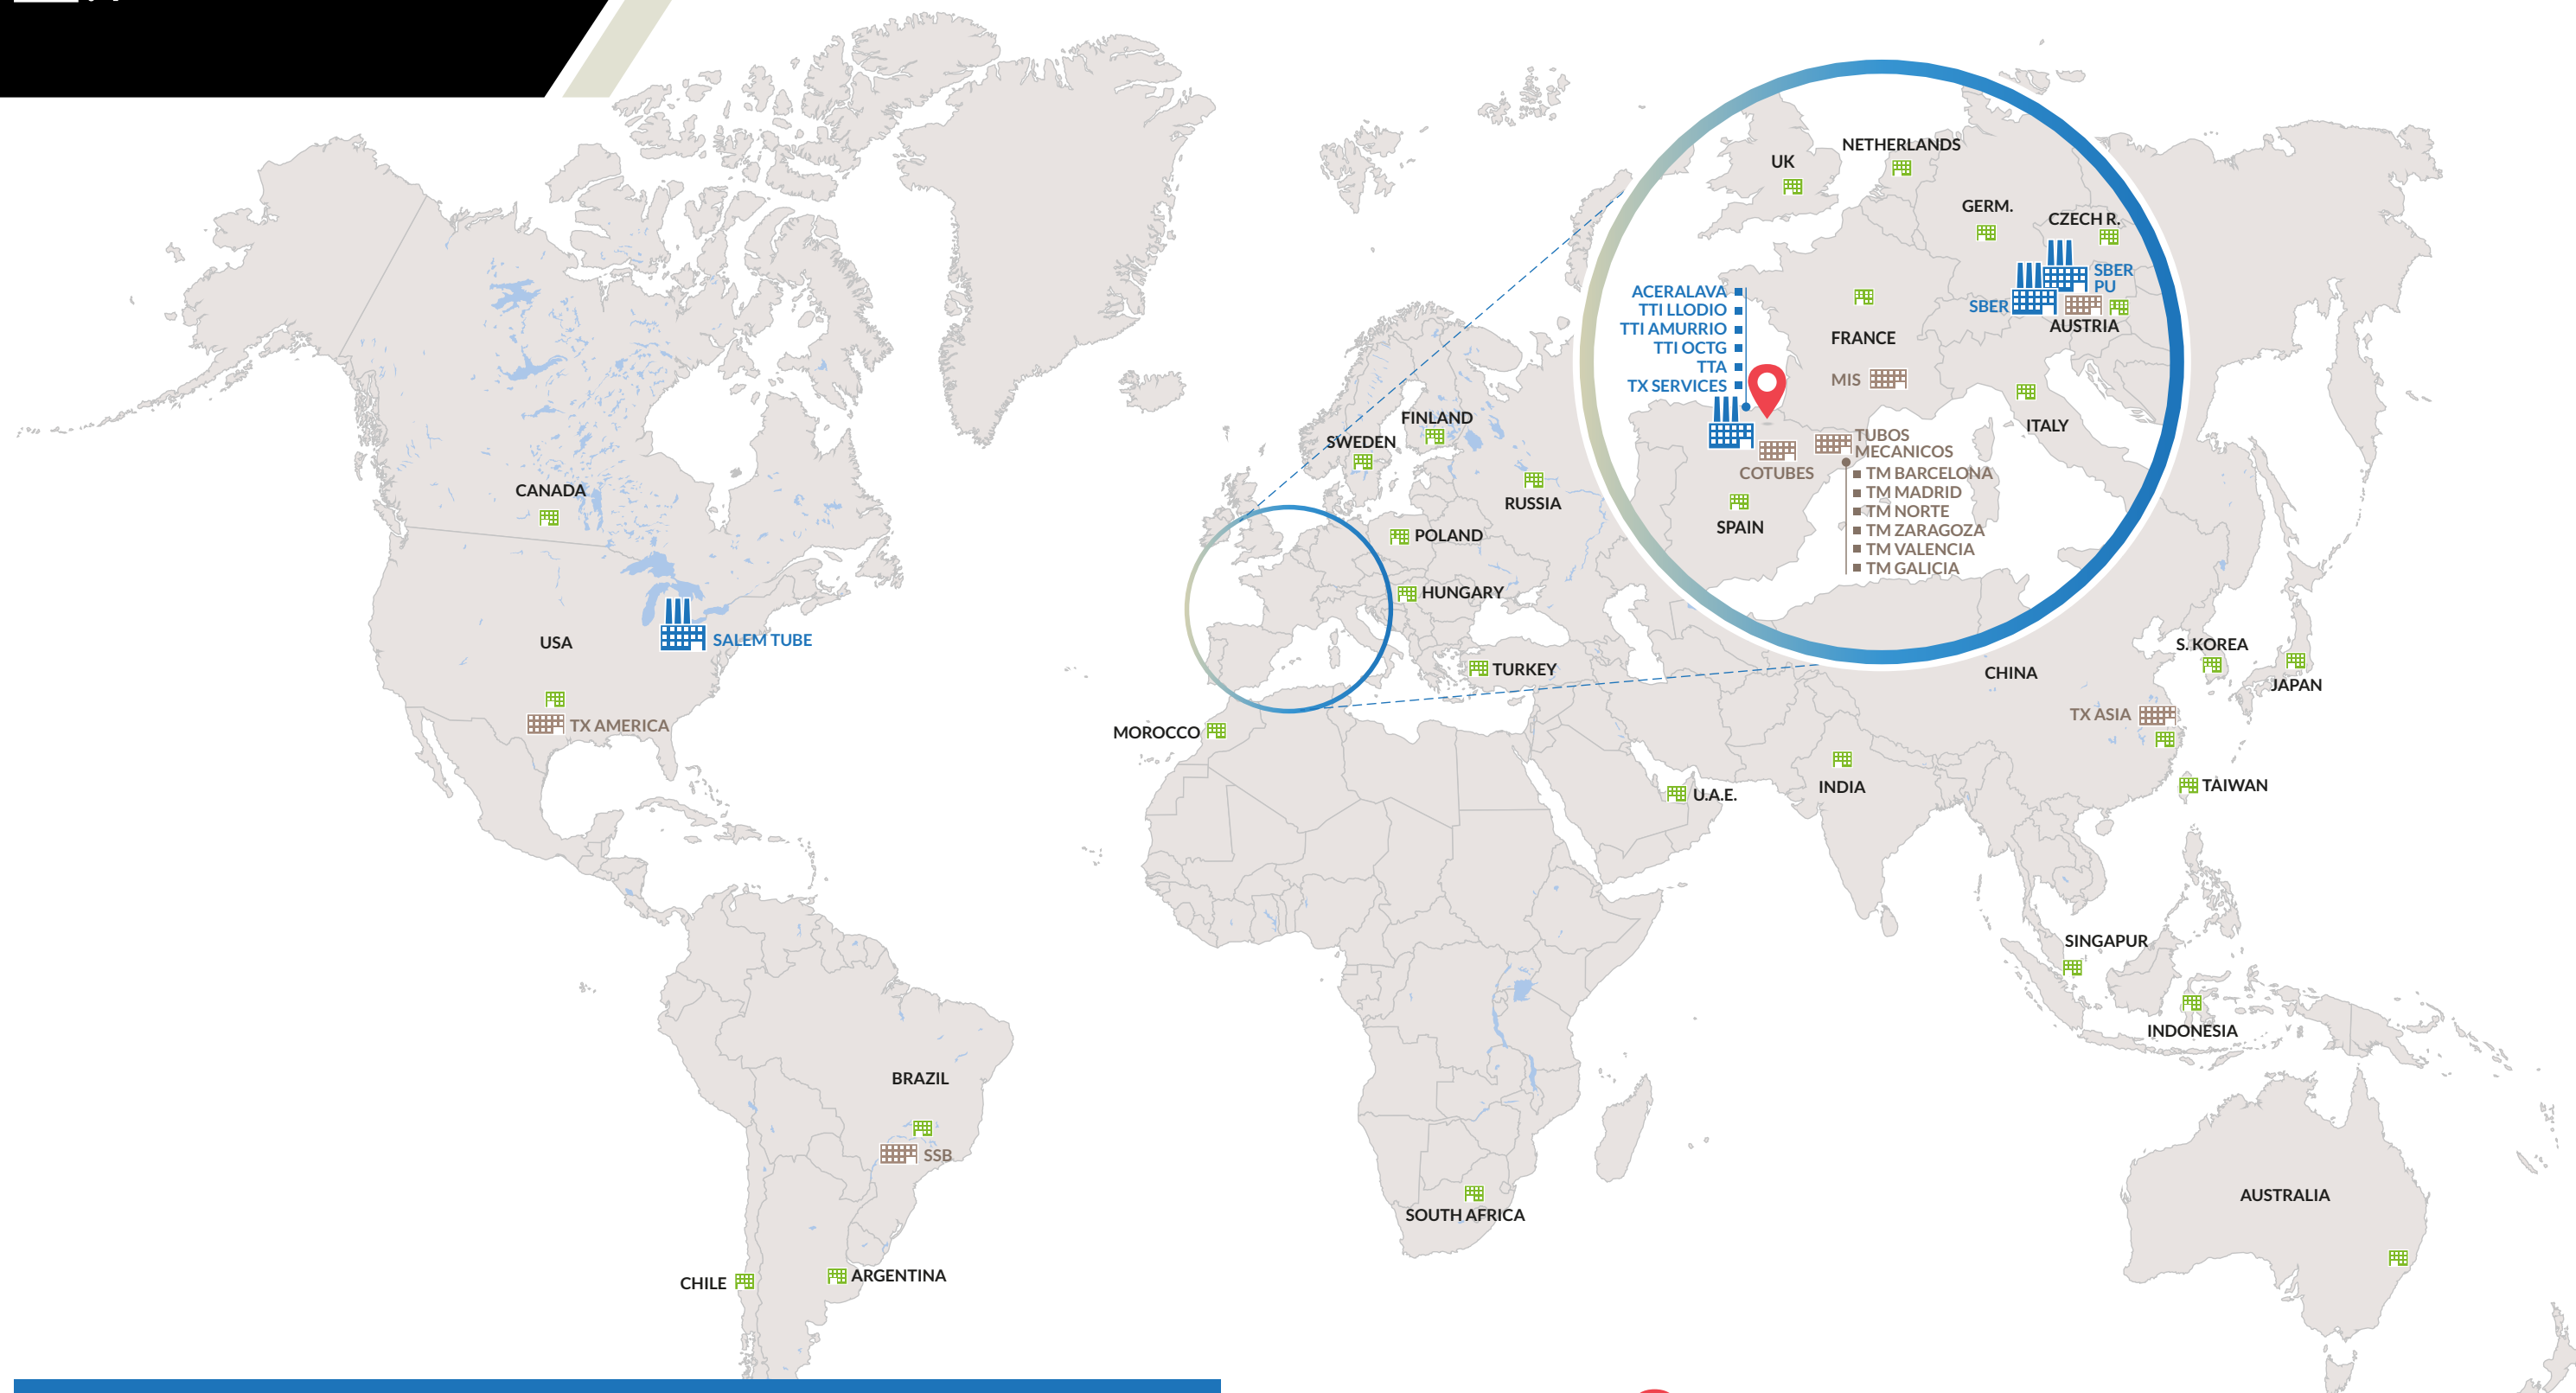 NETHERLANDS
UK
GERM.
CZECH R.
SBER
PU
SBER
AUSTRIA
ACERALAVA
TTI LLODIO
TTI AMURRIO
TTI OCTG
TTA
TX SERVICES
FRANCE
MIS
ITALY
TUBOS
MECANICOS
COTUBES
TM BARCELONA
TM MADRID
TM NORTE
TM ZARAGOZA
TM VALENCIA
TM GALICIA
SPAIN
FINLAND
SWEDEN
RUSSIA
POLAND
HUNGARY
TURKEY
MOROCCO
CANADA
USA
SALEM TUBE
TX AMERICA
S. KOREA
JAPAN
CHINA
TX ASIA
TAIWAN
INDIA
U.A.E.
SINGAPUR
INDONESIA
BRAZIL
SSB
SOUTH AFRICA
AUSTRALIA
CHILE
ARGENTINA